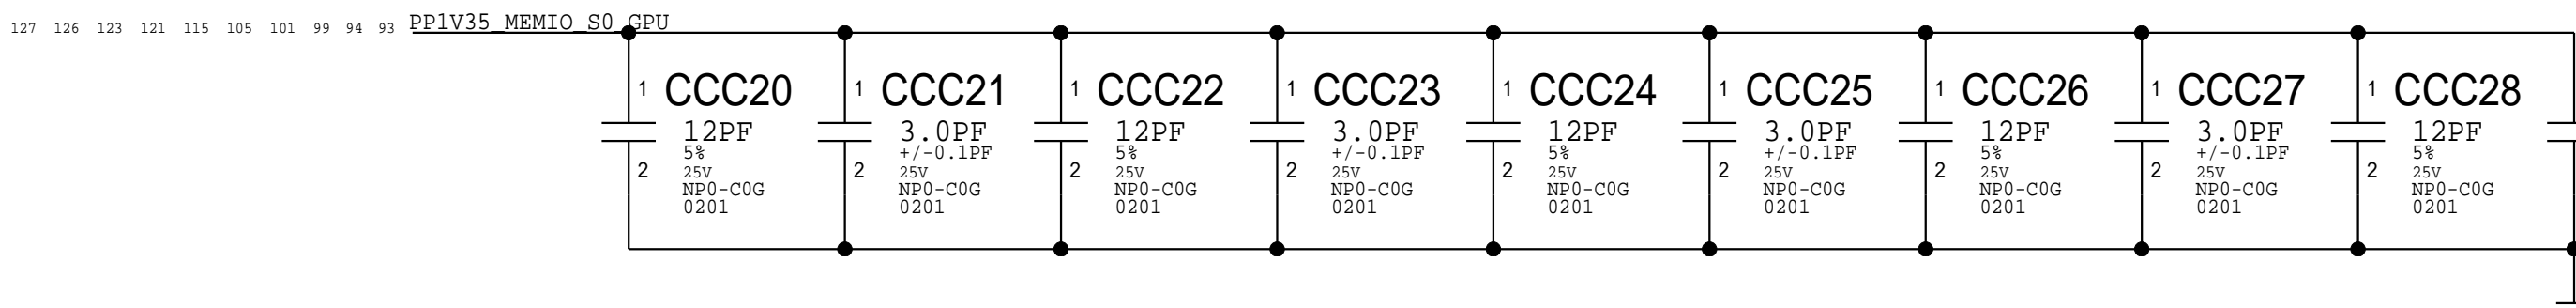 127 126 123 121 115 105 101 99 94 93 PP1V35_MEMIO_S0_GPU
1 CCC20
12PF
5%
2 25V
NP0-C0G
0201
1 CCC21
3.0PF
+/-0.1PF
2 25V
NP0-C0G
0201
1 CCC22
12PF
5%
2 25V
NP0-C0G
0201
1 CCC23
3.0PF
+/-0.1PF
2 25V
NP0-C0G
0201
1 CCC24
12PF
5%
2 25V
NP0-C0G
0201
1 CCC25
3.0PF
+/-0.1PF
2 25V
NP0-C0G
0201
1 CCC26
12PF
5%
2 25V
NP0-C0G
0201
1 CCC27
3.0PF
+/-0.1PF
2 25V
NP0-C0G
0201
1 CCC28
12PF
5%
2 25V
NP0-C0G
0201